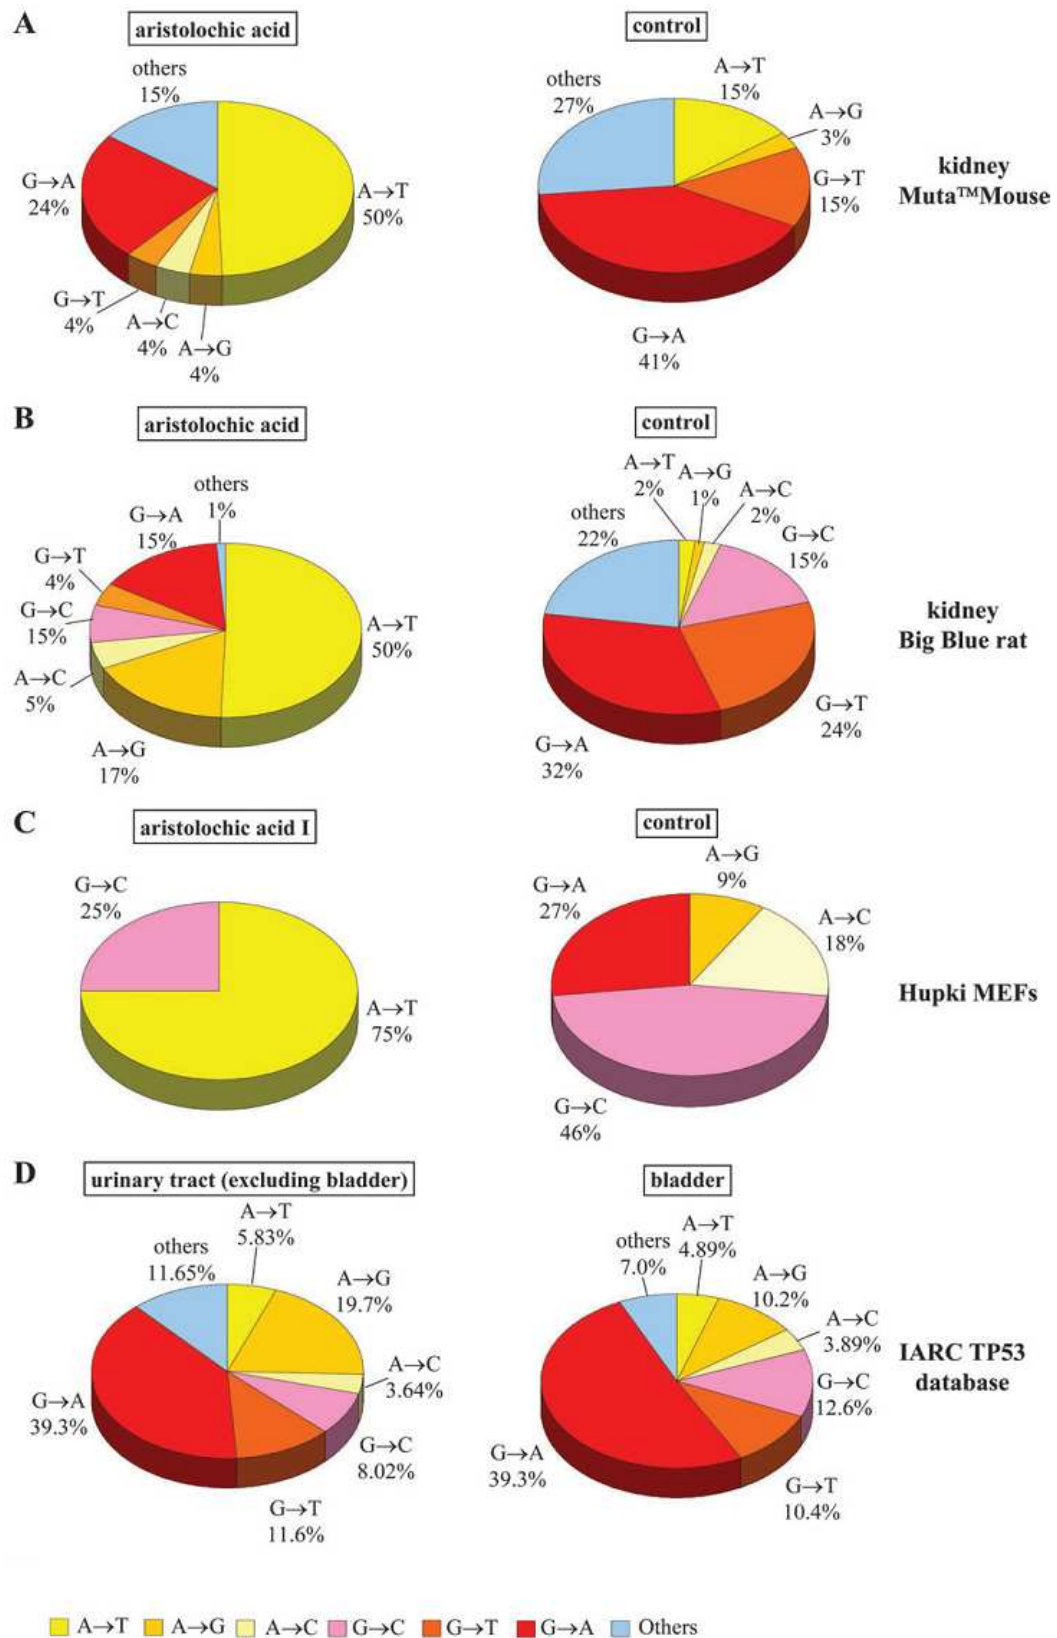 A
aristolochic acid
control
others
15%
A→T
50%
A→G
4%
A→C
4%
G→T
4%
G→A
24%
others
27%
A→T
15%
A→G
3%
G→T
15%
G→A
41%
kidney
Muta™Mouse
B
aristolochic acid
control
others
1%
G→A
15%
G→T
4%
G→C
15%
A→C
5%
A→G
17%
A→T
50%
others
22%
A→T
2%
A→G
1%
A→C
2%
G→C
15%
G→T
24%
G→A
32%
kidney
Big Blue rat
C
aristolochic acid I
control
G→C
25%
A→T
75%
G→A
27%
A→G
9%
A→C
18%
G→C
46%
Hupki MEFs
D
urinary tract (excluding bladder)
bladder
others
11.65%
A→T
5.83%
A→G
19.7%
A→C
3.64%
G→C
8.02%
G→T
11.6%
G→A
39.3%
others
7.0%
A→T
4.89%
A→G
10.2%
A→C
3.89%
G→C
12.6%
G→T
10.4%
G→A
39.3%
IARC TP53
database
A→T A→G A→C G→C G→T G→A Others